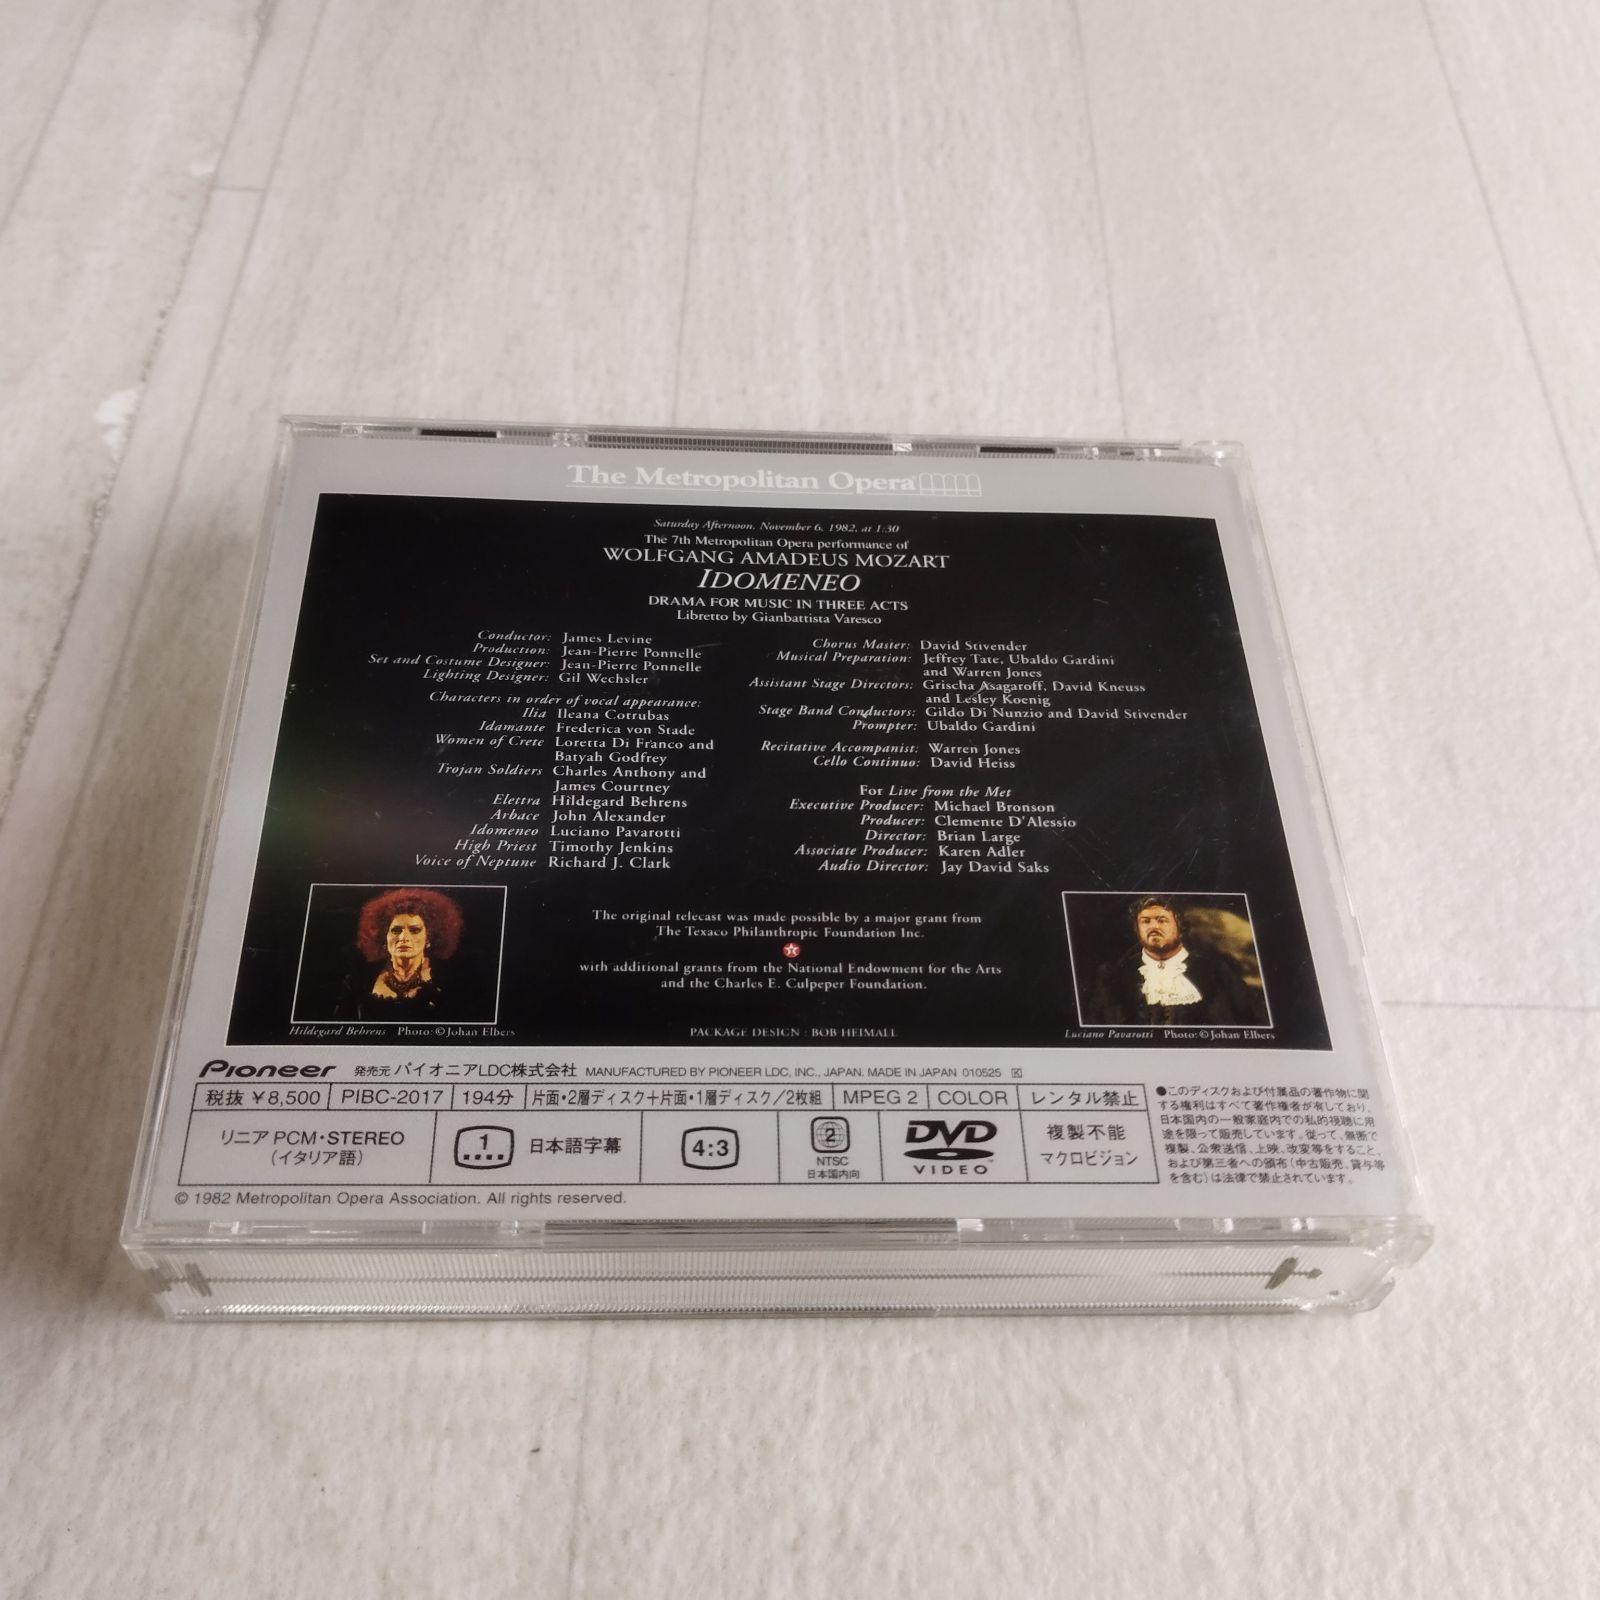 The Metropolitan Opera
Saturday Afternoon, November 6, 1982, at 1:30
The 7th Metropolitan Opera performance of
WOLFGANG AMADEUS MOZART
IDOMENEO
DRAMA FOR MUSIC IN THREE ACTS
Libretto by Gianbattista Varesco
Conductor: James Levine
Production: Jean-Pierre Ponnelle
Set and Costume Designer: Jean-Pierre Ponnelle
Lighting Designer: Gil Wechsler
Characters in order of vocal appearance:
Ilia Ileana Cotrubas
Idamante Frederica von Stade
Women of Crete Loretta Di Franco and
Batyah Godfrey
Trojan Soldiers Charles Anthony and
James Courtney
Elettra Hildegard Behrens
Arbace John Alexander
Idomeneo Luciano Pavarotti
High Priest Timothy Jenkins
Voice of Neptune Richard J. Clark
Chorus Master: David Stivender
Musical Preparation: Jeffrey Tate, Ubaldo Gardini
and Warren Jones
Assistant Stage Directors: Grischa Asagaroff, David Kneuss
and Lesley Koenig
Stage Band Conductors: Gildo Di Nunzio and David Stivender
Prompter: Ubaldo Gardini
Recitative Accompanist: Warren Jones
Cello Continuo: David Heiss
For Live from the Met
Executive Producer: Michael Bronson
Producer: Clemente D'Alessio
Director: Brian Large
Associate Producer: Karen Adler
Audio Director: Jay David Saks
The original telecast was made possible by a major grant from
The Texaco Philanthropic Foundation Inc.
with additional grants from the National Endowment for the Arts
and the Charles E. Culpeper Foundation.
Hildegard Behrens Photo:©Johan Elbers
PACKAGE DESIGN : BOB HEIMALL
Luciano Pavarotti Photo:©Johan Elbers
Pioneer 発売元 パイオニアLDC株式会社 MANUFACTURED BY PIONEER LDC, INC., JAPAN. MADE IN JAPAN 010525 K
税抜 ¥8,500 PIBC-2017 194分 片面・2層ディスク+片面・1層ディスク/2枚組 MPEG 2 COLOR レンタル禁止
リニア PCM・STEREO
(イタリア語)
1
日本語字幕
4:3
2
NTSC
日本国内向
DVD
VIDEO
複製不能
マクロビジョン
●このディスクおよび付属品の著作物に関
する権利はすべて著作権者が有しており、
日本国内の一般家庭内での私的視聴に用
途を限って販売しています。従って、無断で
複製、公衆送信、上映、改変等をすること、
および第三者への頒布(中古販売、貸与等
を含む)は法律で禁止されています。
© 1982 Metropolitan Opera Association. All rights reserved.